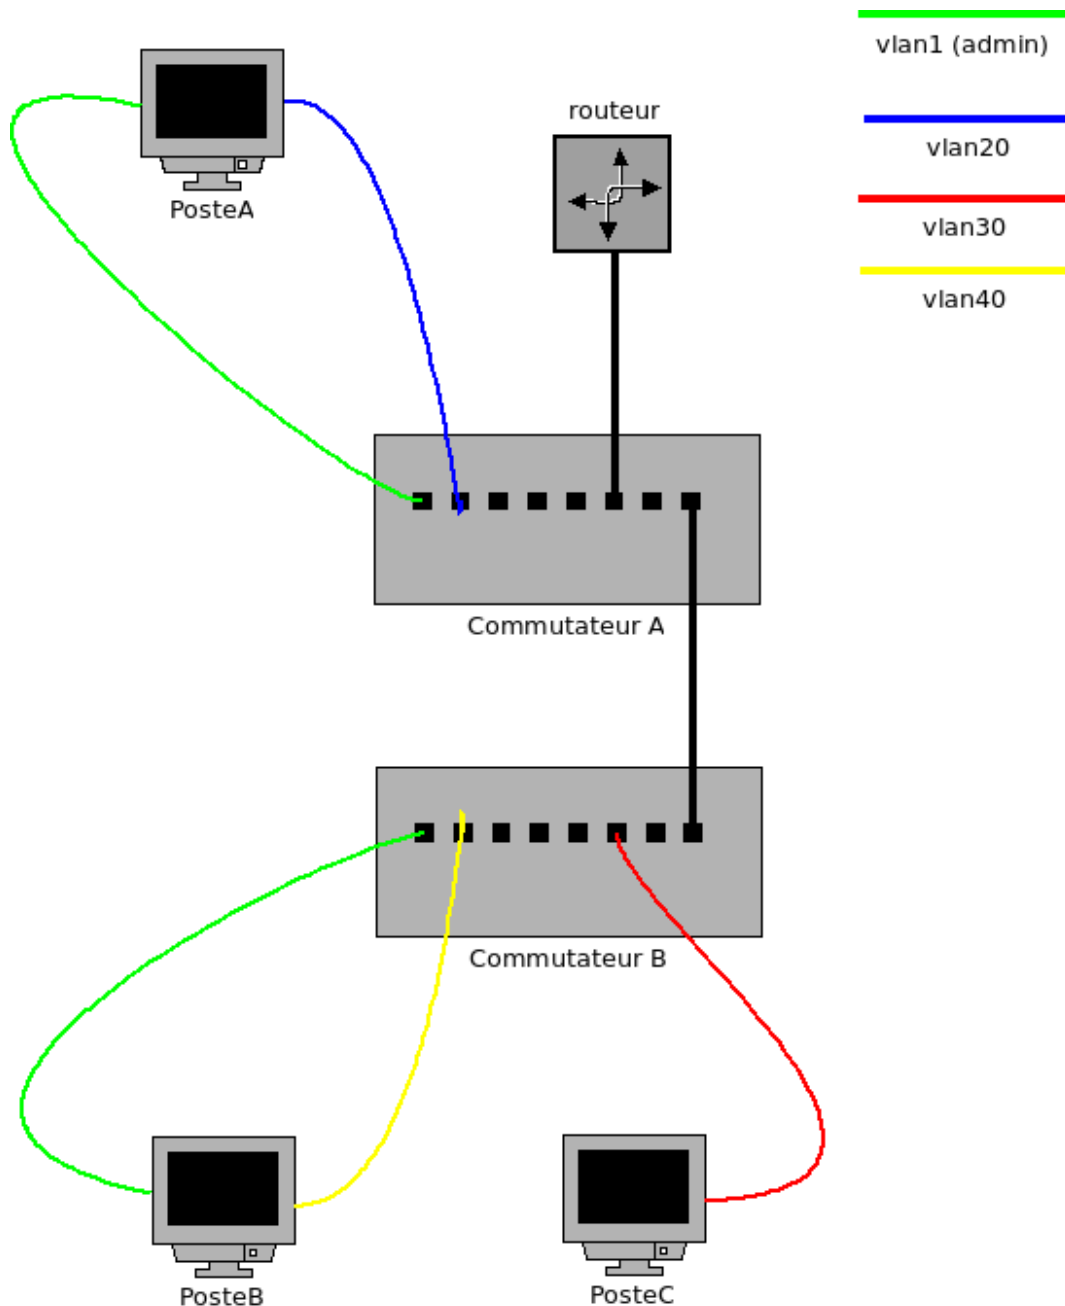 vlan1 (admin)
routeur
vlan20
PosteA
vlan30
vlan40
Commutateur A
Commutateur B
PosteB
PosteC